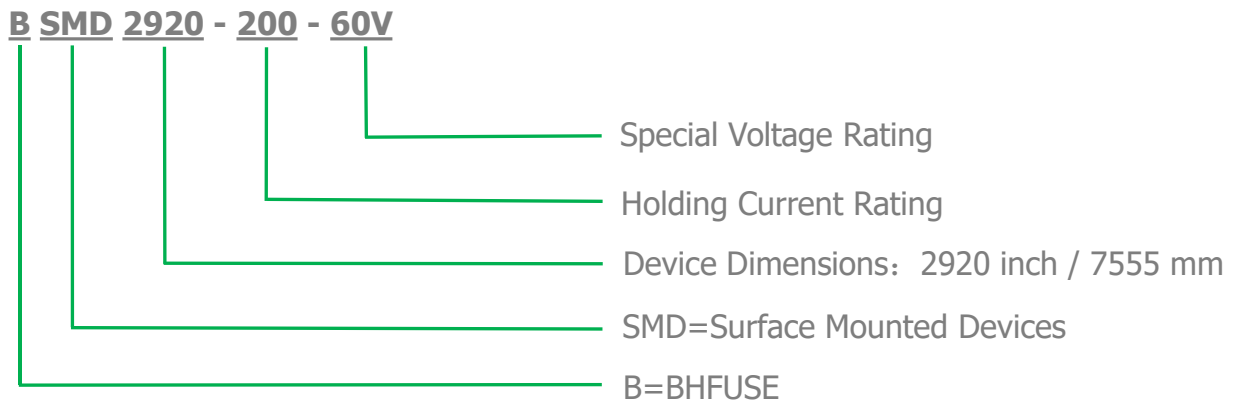 B SMD 2920 - 200 - 60V
Special Voltage Rating
Holding Current Rating
Device Dimensions：2920 inch / 7555 mm
SMD=Surface Mounted Devices
B=BHFUSE